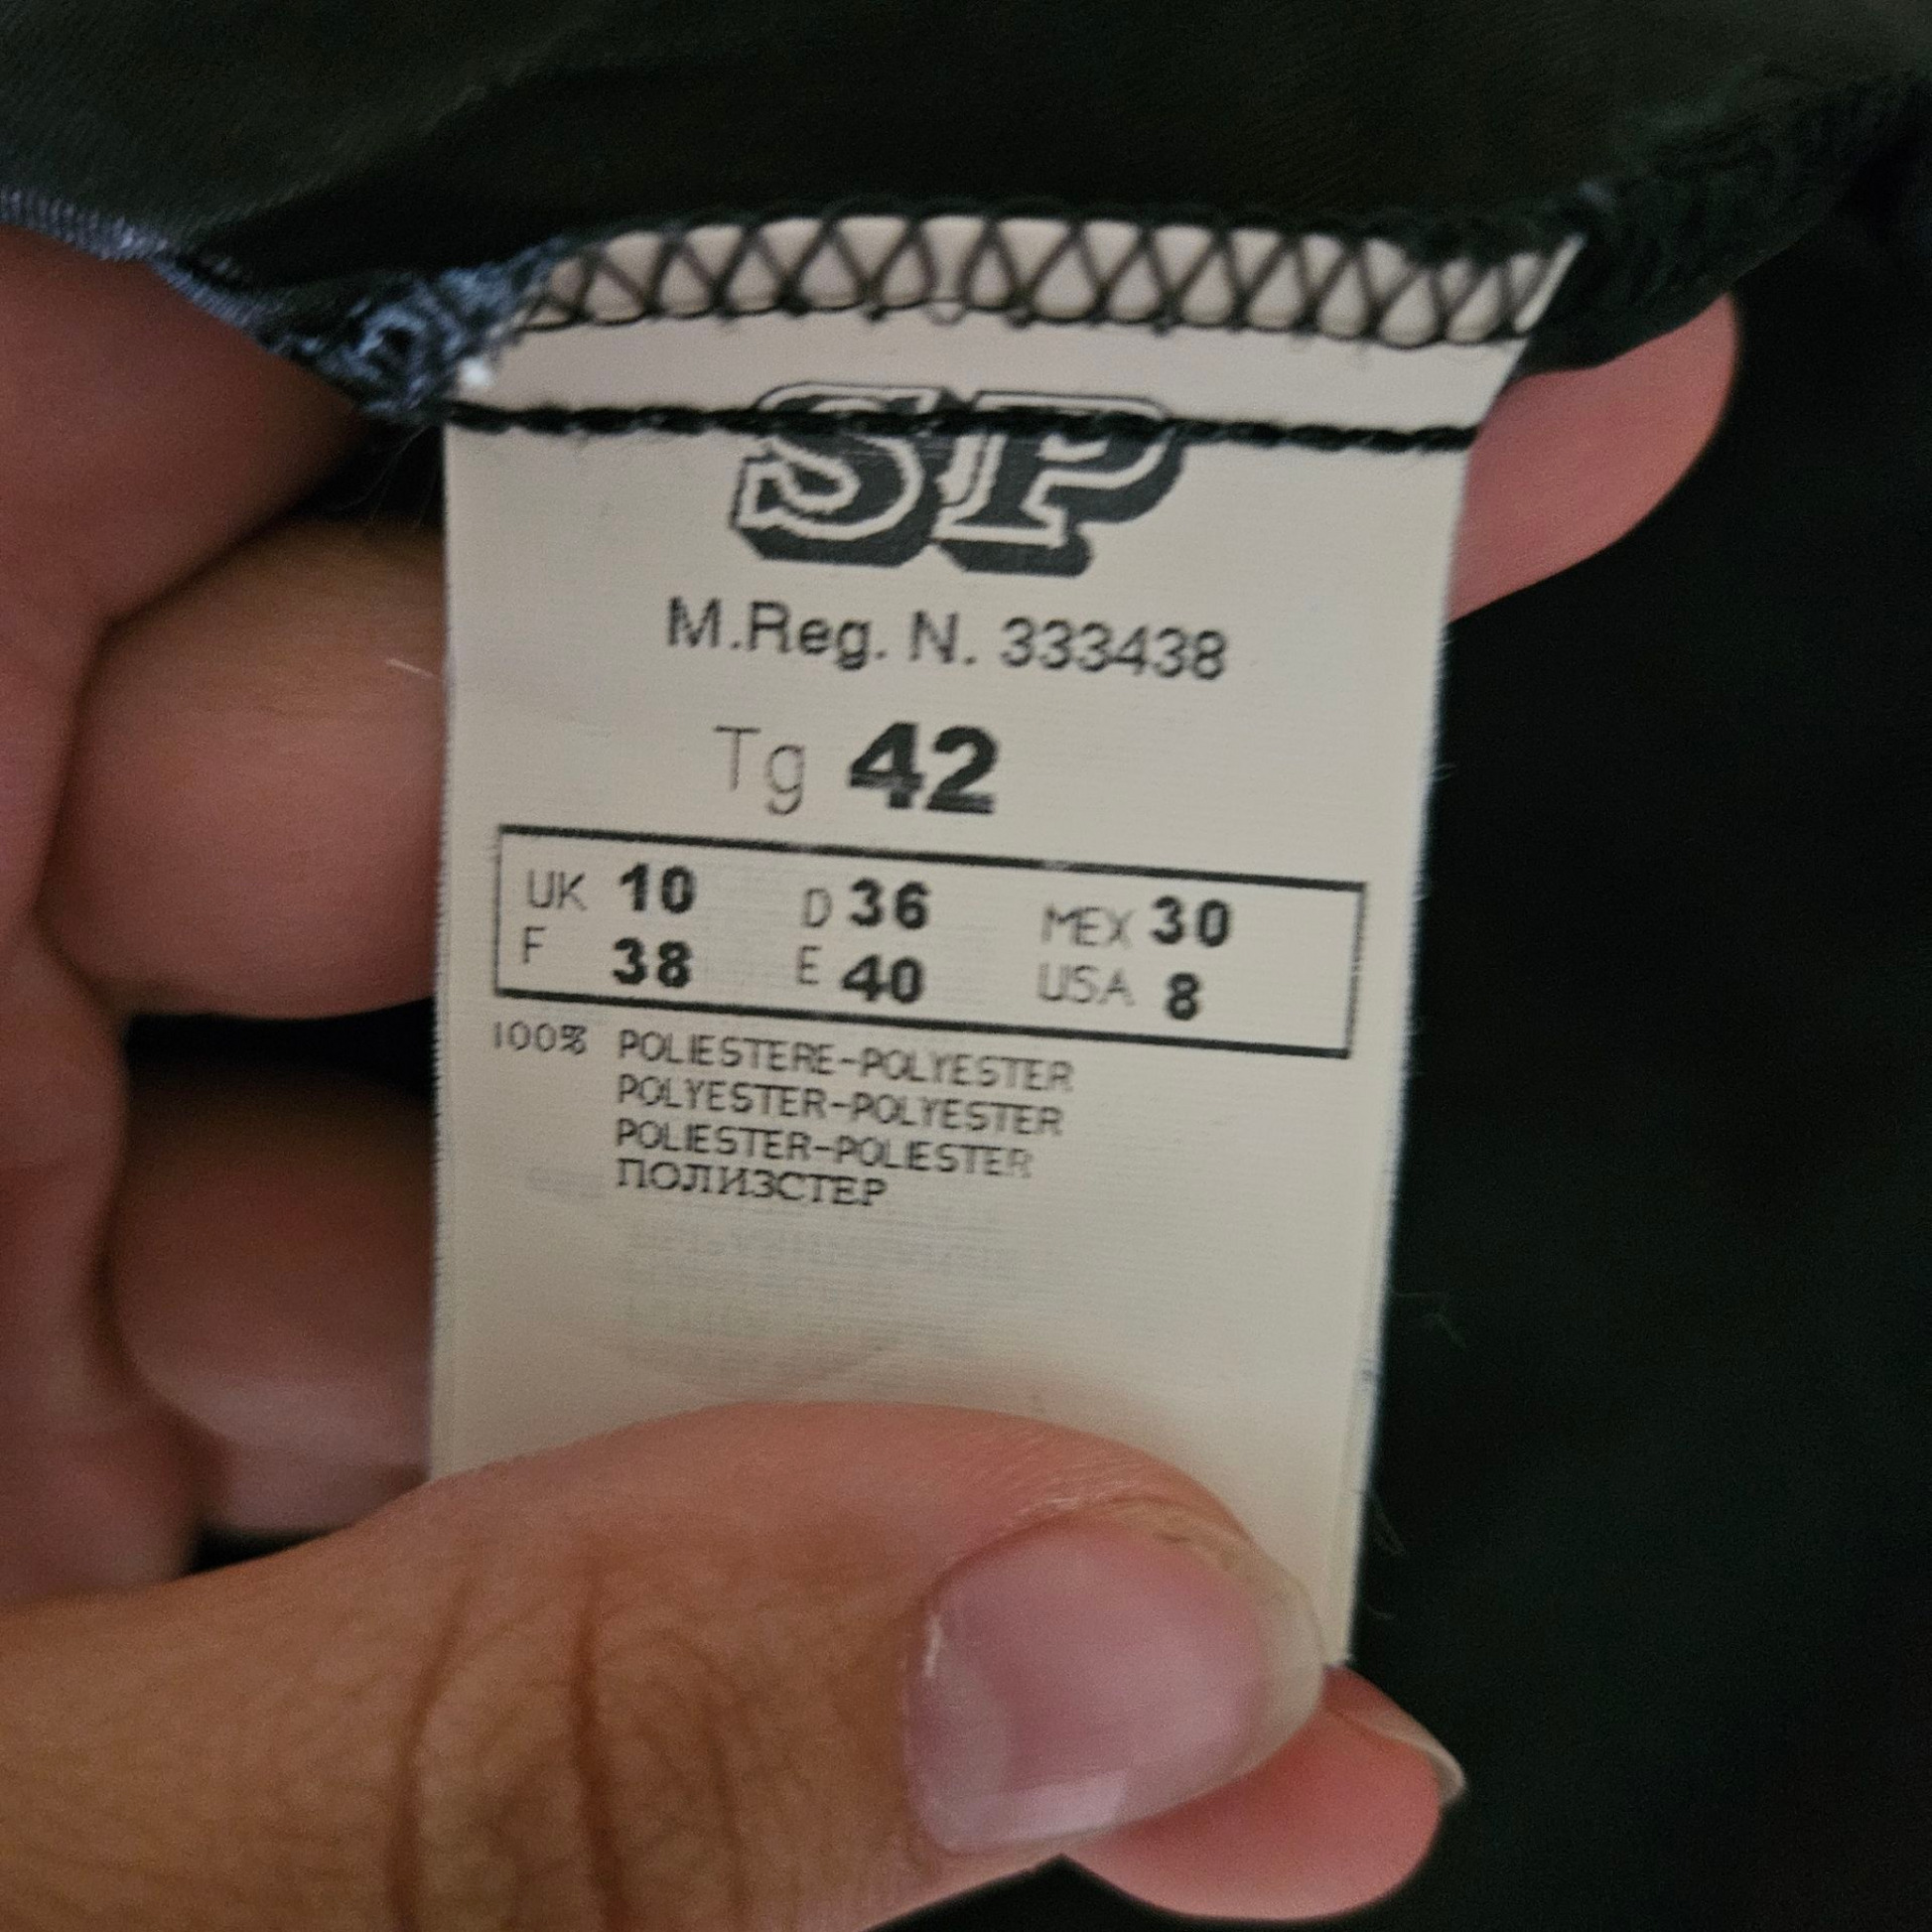 SP
M.Reg. N. 333438
Tg 42
UK 10 D 36 MEX 30
F 38 E 40 USA 8
100% POLIESTERE-POLYESTER
POLYESTER-POLYESTER
POLIESTER-POLIESTER
ПОЛИЗСТЕР